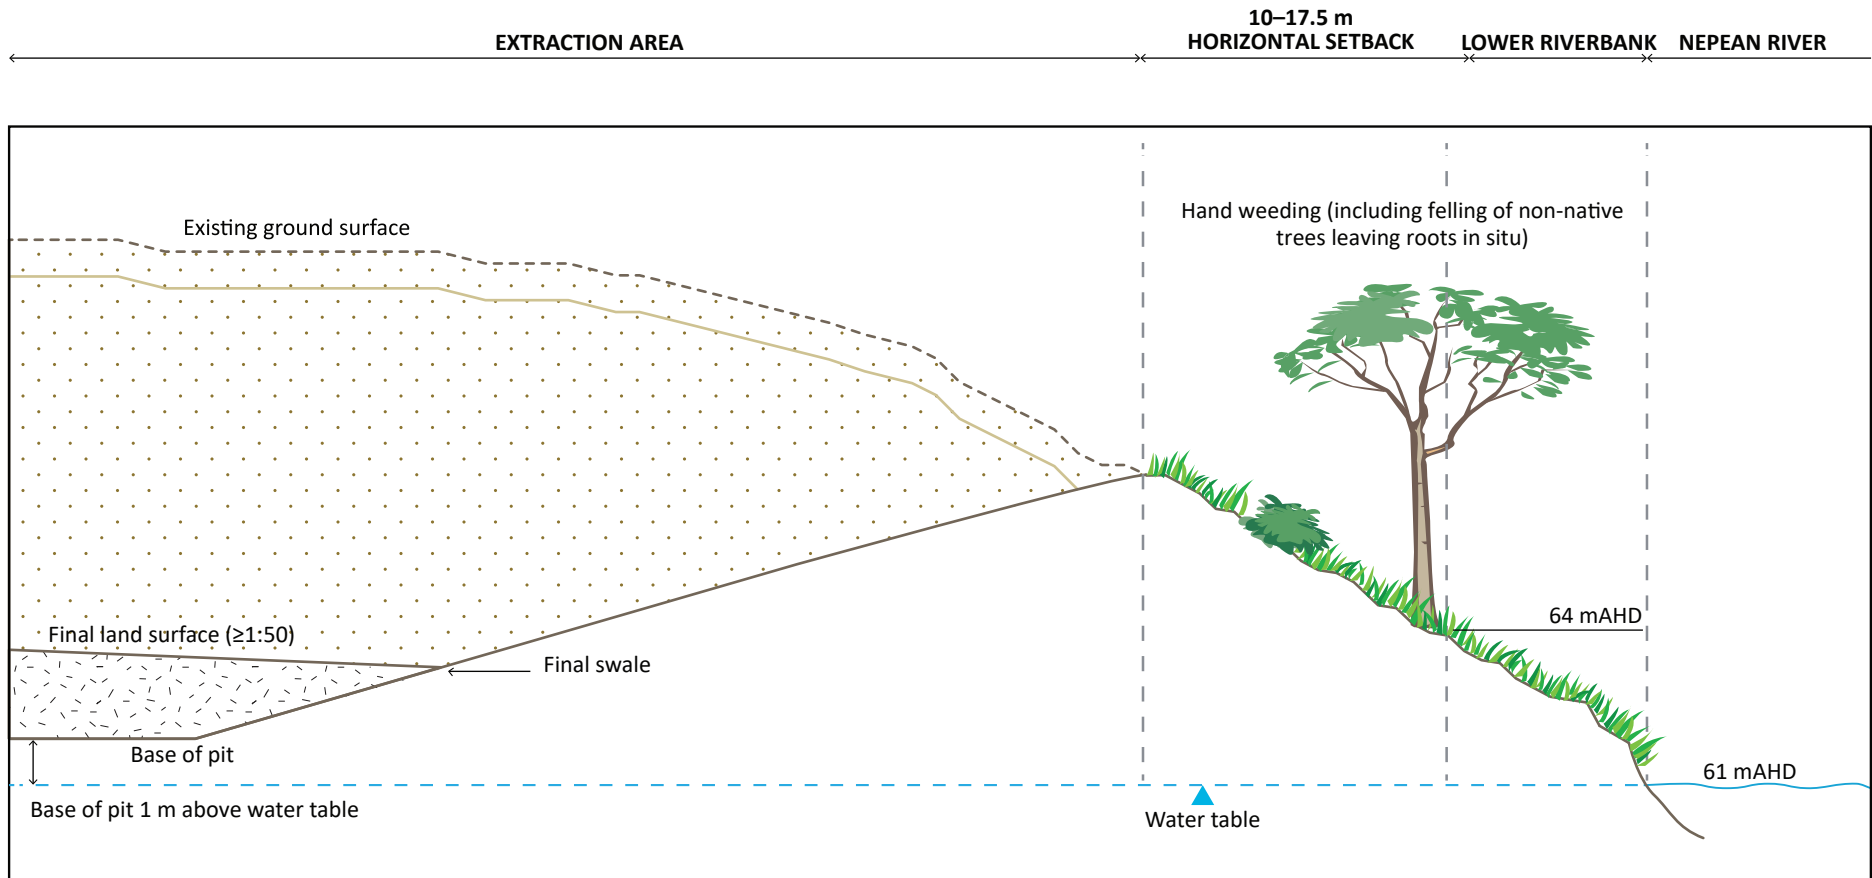 10–17.5 m
EXTRACTION AREA
HORIZONTAL SETBACK
LOWER RIVERBANK
NEPEAN RIVER
Existing ground surface
Hand weeding (including felling of non-native
trees leaving roots in situ)
64 mAHD
Final land surface (≥1:50)
Final swale
Base of pit
61 mAHD
Base of pit 1 m above water table
Water table